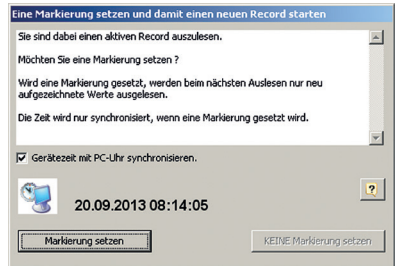 Eine Markierung setzen und damit einen neuen Record starten
Sie sind dabei einen aktiven Record auszulesen.
Möchten Sie eine Markierung setzen ?
Wird eine Markierung gesetzt, werden beim nächsten Auslesen nur neu
aufgezeichnete Werte ausgelesen.
Die Zeit wird nur synchronisiert, wenn eine Markierung gesetzt wird.
Gerätezeit mit PC-Uhr synchronisieren.
20.09.2013 08:14:05
?
Markierung setzen
KEINE Markierung setzen